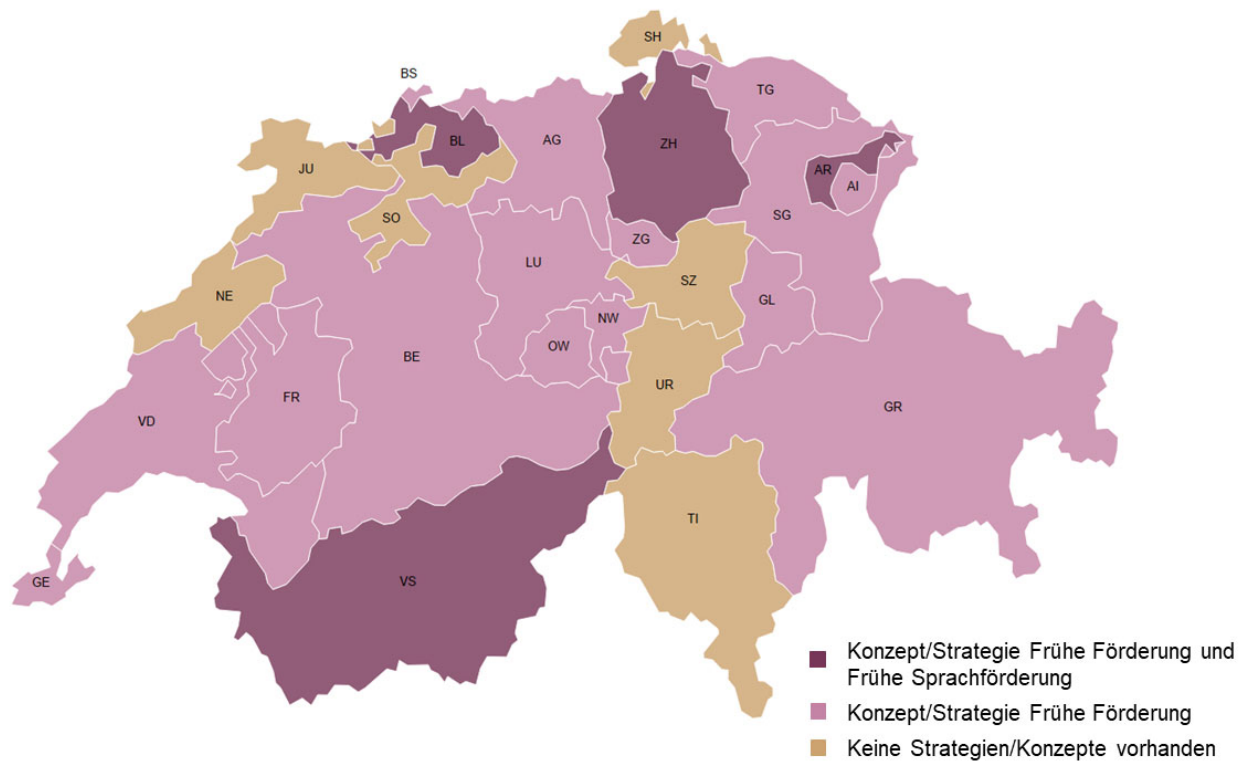 SH
BS
TG
AG
BL
ZH
JU
AR
AI
SO
SG
ZG
LU
SZ
NE
GL
NW
OW
BE
UR
FR
GR
VD
TI
GE
VS
Konzept/Strategie Frühe Förderung und
Frühe Sprachförderung
Konzept/Strategie Frühe Förderung
Keine Strategien/Konzepte vorhanden